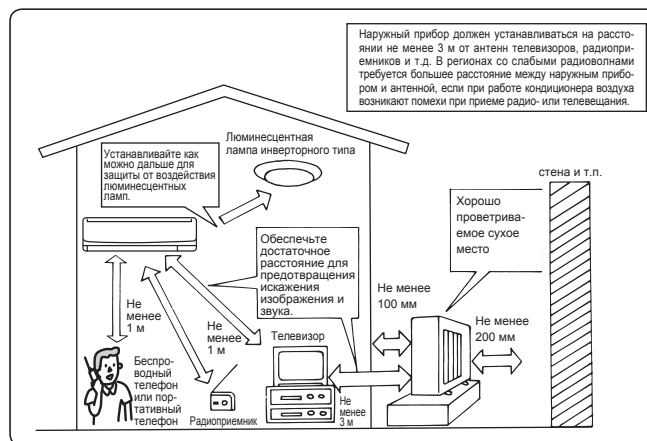 Наружный прибор должен устанавливаться на рассто-
янии не менее 3 м от антенн телевизоров, радиопри-
емников и т.д. В регионах со слабыми радиоволнами
требуется большее расстояние между наружным прибо-
ром и антенной, если при работе кондиционера воздуха
возникают помехи при приеме радио- или телевещания.
Люминесцентная
лампа инверторного типа
Устанавливайте как
можно дальше для
защиты от воздействия
люминесцентных
ламп.
стена и т.п.
Хорошо
проветрива-
емое сухое
место
Обеспечьте
достаточное
расстояние для
предотвращения
искажения
изображения и
звука.
Не менее
100 мм
Не менее
200 мм
Не
менее
1 м
Не
менее
1 м
Телевизор
Беспро-
водный
телефон
или пор-
тативный
телефон
Радиоприемник
Не
менее
3 м